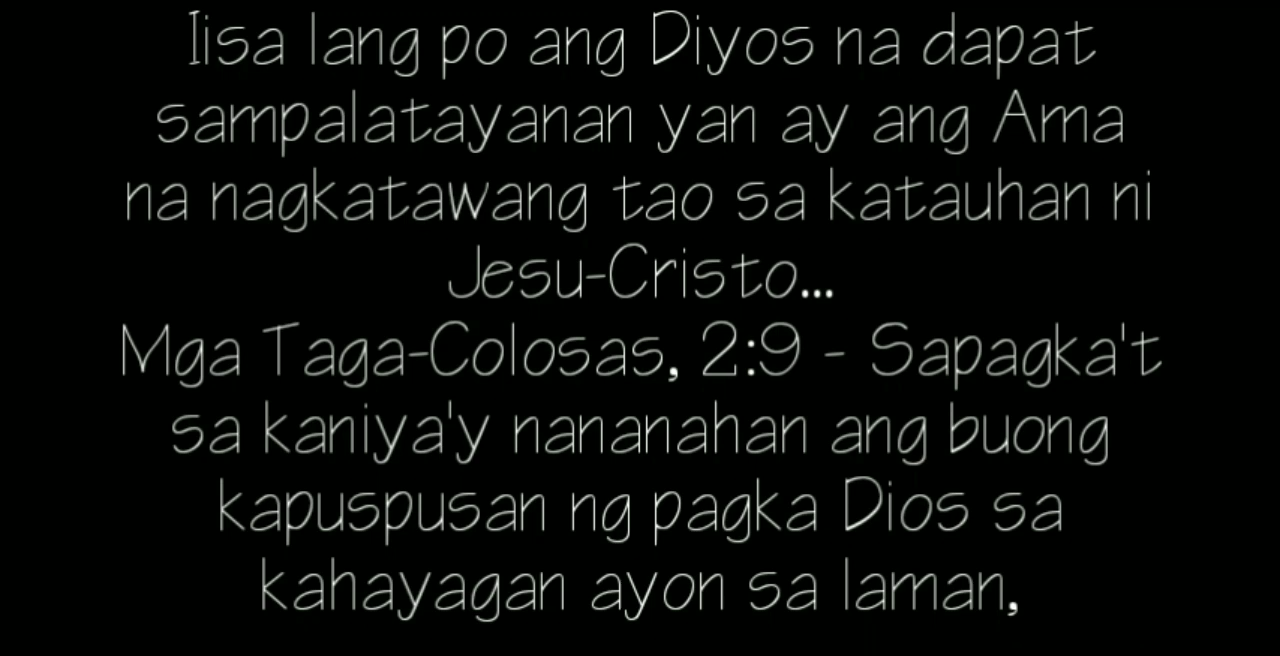 Iisa lang po ang Diyos na dapat
sampalatayanan yan ay ang Ama
na nagkatawang tao sa katauhan ni
Jesu-Cristo...
Mga Taga-Colosas, 2:9 - Sapagka't
sa kaniya'y nananahan ang buong
kapuspusan ng pagka Dios sa
kahayagan ayon sa laman,